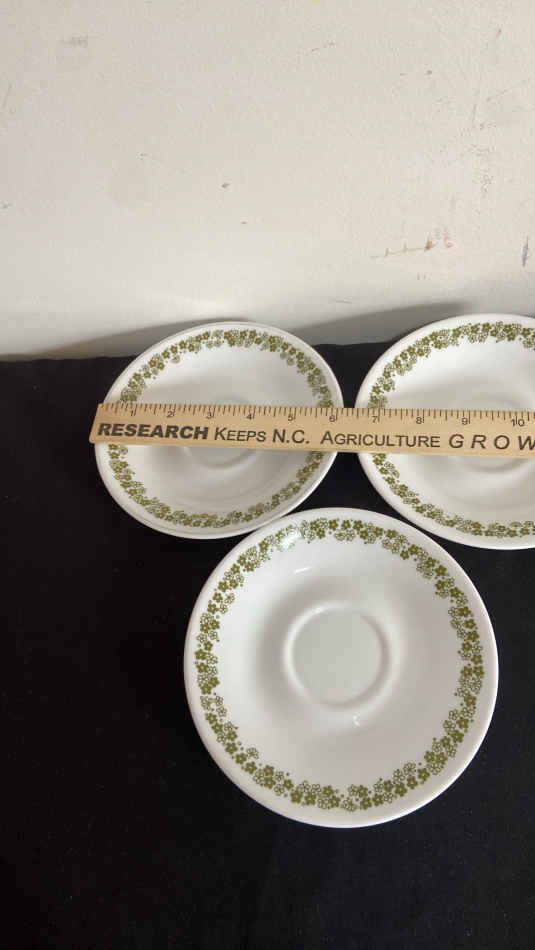 1 2 3 4 5 6 7 8 9 10
RESEARCH KEEPS N.C. AGRICULTURE GROW